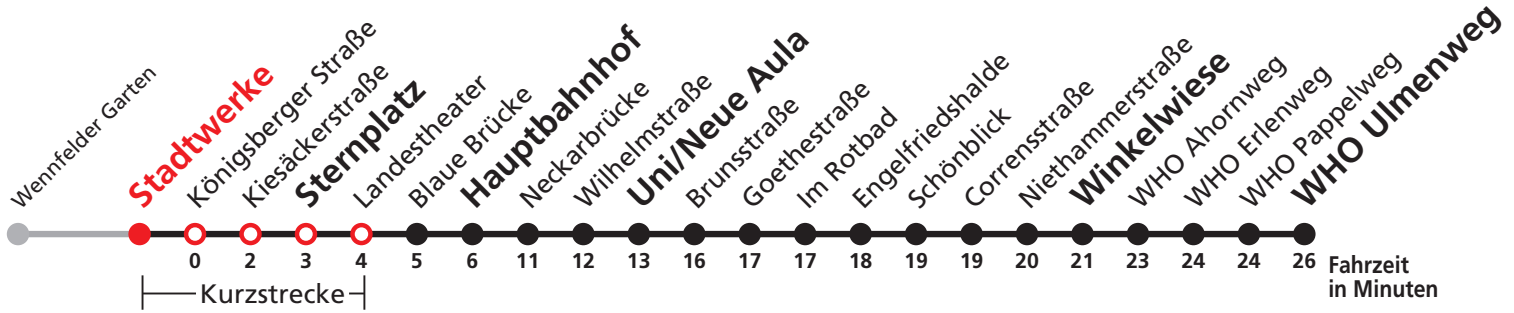 Wennfelder Garten
Stadtwerke
Königsberger Straße
Kiesäckerstraße
Sternplatz
Landestheater
Blaue Brücke
Hauptbahnhof
Neckarbrücke
Wilhelmstraße
Uni/Neue Aula
Brunsstraße
Goethestraße
Im Rotbad
Engelfriedshalde
Schönblick
Corrensstraße
Niethammerstraße
Winkelwiese
WHO Ahornweg
WHO Erlenweg
WHO Pappelweg
WHO Ulmenweg
0 2 3 4 5 6 11 12 13 16 17 17 18 19 19 20 21 23 24 24 26 Fahrzeit
in Minuten
Kurzstrecke